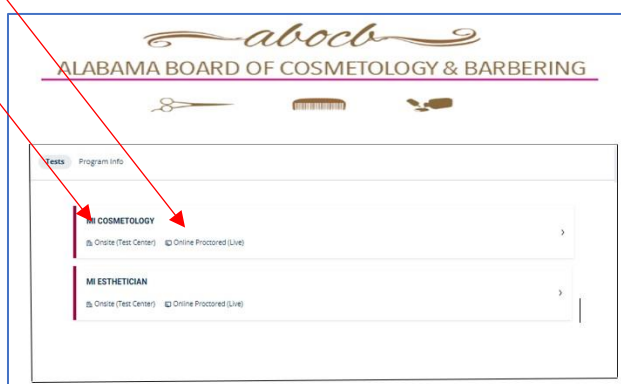 abocb
ALABAMA BOARD OF COSMETOLOGY & BARBERING
Tests Program Info
MI COSMETOLOGY
Onsite (Test Center) Online Proctored (Live)
MI ESTHETICIAN
Onsite (Test Center) Online Proctored (Live)